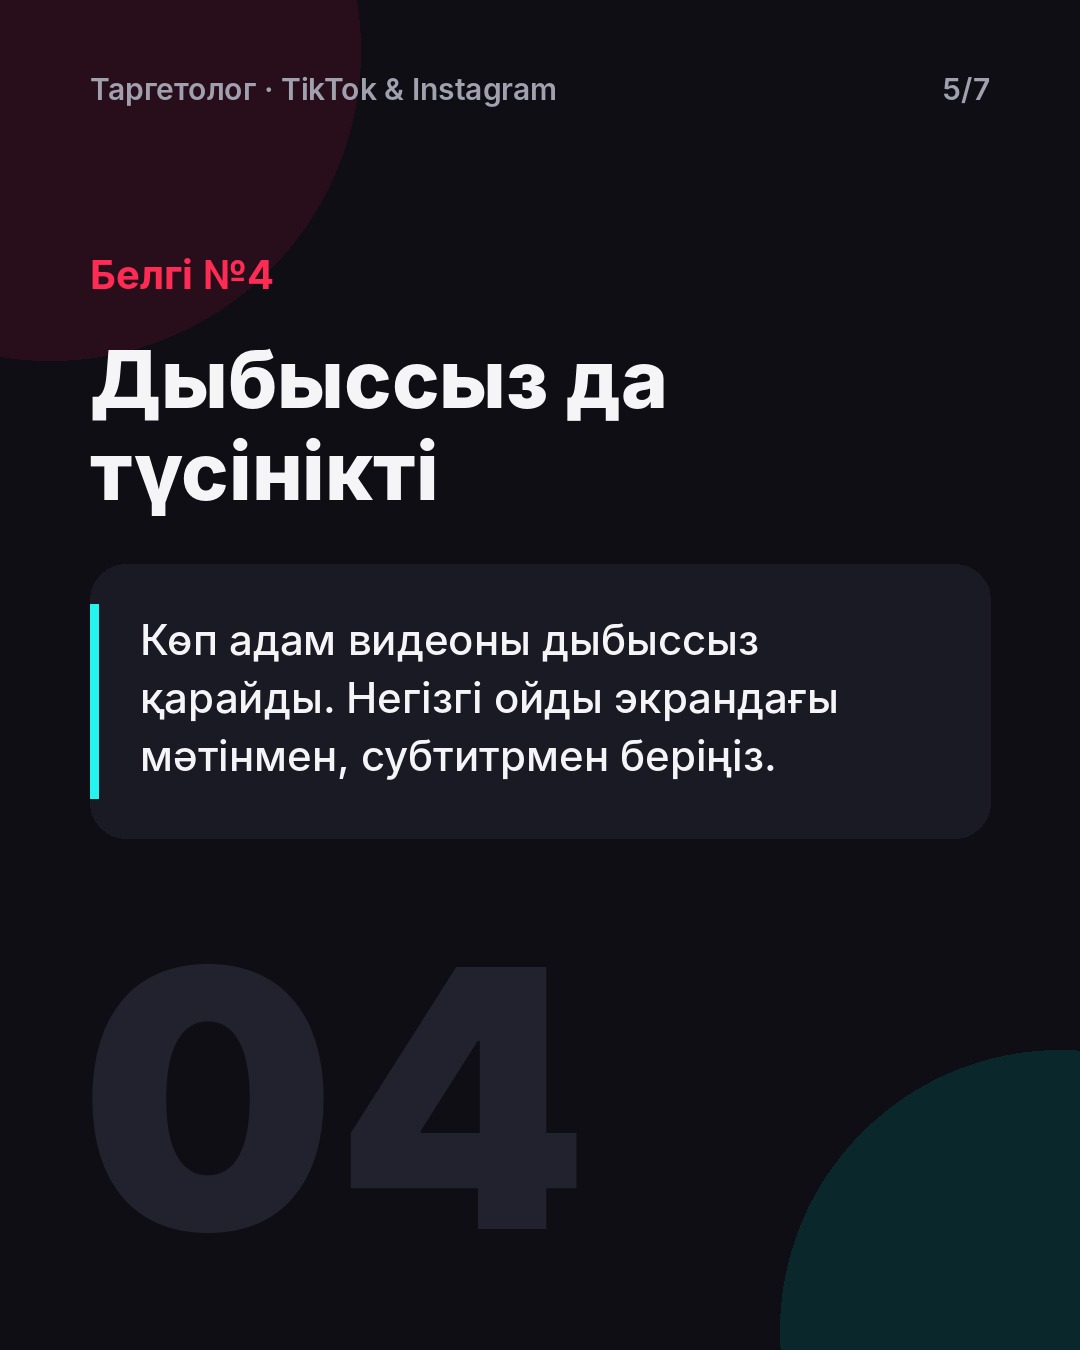 Таргетолог · TikTok & Instagram
5/7
Белгі №4
Дыбыссыз да
түсінікті
Көп адам видеоны дыбыссыз
қарайды. Негізгі ойды экрандағы
мәтінмен, субтитрмен беріңіз.
04